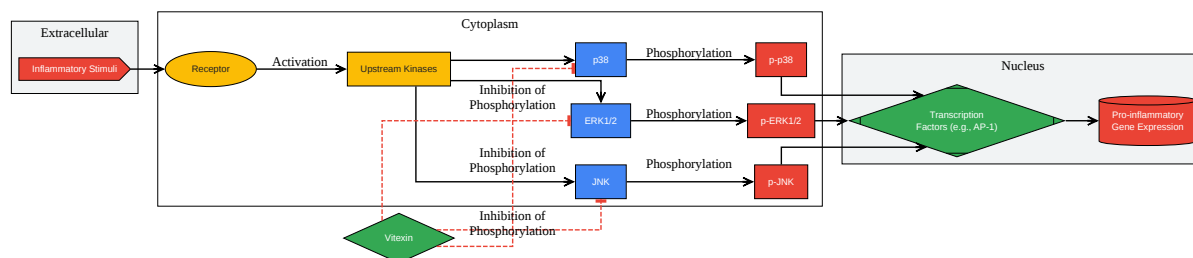 Extracellular
Inflammatory Stimuli
Cytoplasm
Receptor
Activation
Upstream Kinases
p38
Phosphorylation
p-p38
Inhibition of
Phosphorylation
ERK1/2
Phosphorylation
p-ERK1/2
Inhibition of
Phosphorylation
JNK
Phosphorylation
p-JNK
Inhibition of
Phosphorylation
Vitexin
Nucleus
Transcription
Factors (e.g., AP-1)
Pro-inflammatory
Gene Expression